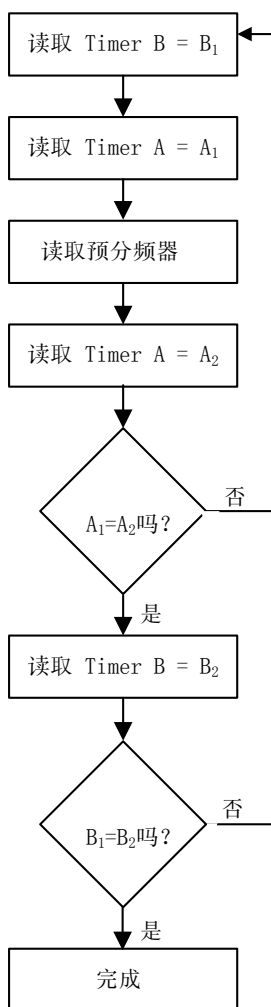 读取 Timer B = B₁
读取 Timer A = A₁
读取预分频器
读取 Timer A = A₂
A₁=A₂吗?
否
是
读取 Timer B = B₂
B₁=B₂吗?
否
是
完成